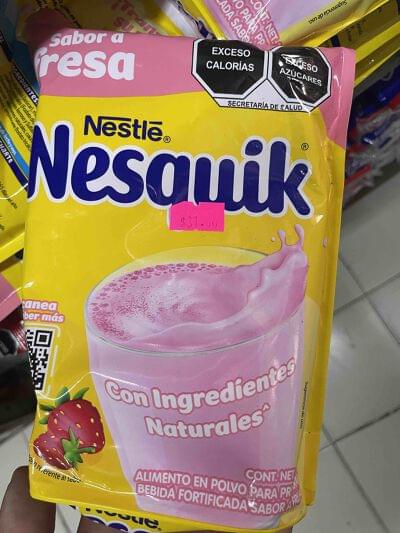 Sabor a
fresa
EXCESO
CALORÍAS
EXCESO
AZÚCARES
SECRETARÍA DE SALUD
Nestlé®
Nesquik®
Con Ingredientes
Naturales^
CONT. NET
ALIMENTO EN POLVO PARA PR
BEBIDA FORTIFICADA SABOR A